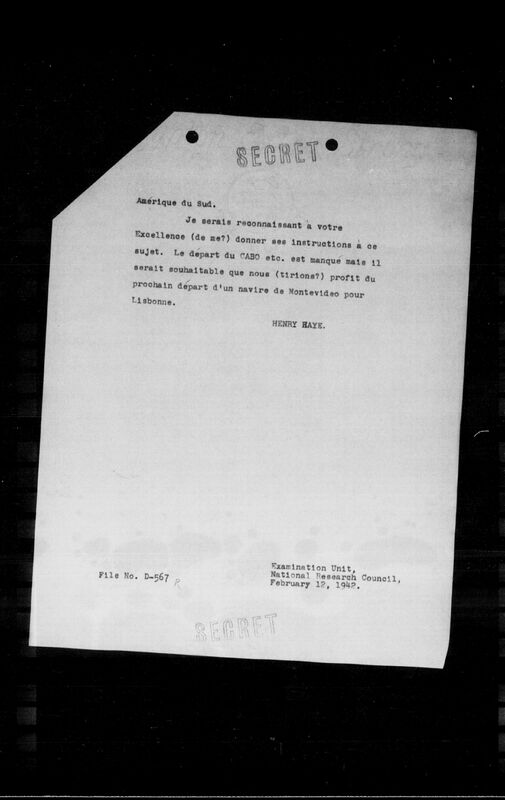 SECRET
Amérique du Sud.
Je serais reconnaissant à votre
Excellence (de me?) donner ses instructions à ce
sujet. Le départ du CABO etc. est manqué mais il
serait souhaitable que nous (tirions?) profit du
prochain départ d'un navire de Montevideo pour
Lisbonne.
HENRY HAYE.
Examination Unit,
File No. D-567 R
National Research Council,
February 12, 1942.
SECRET